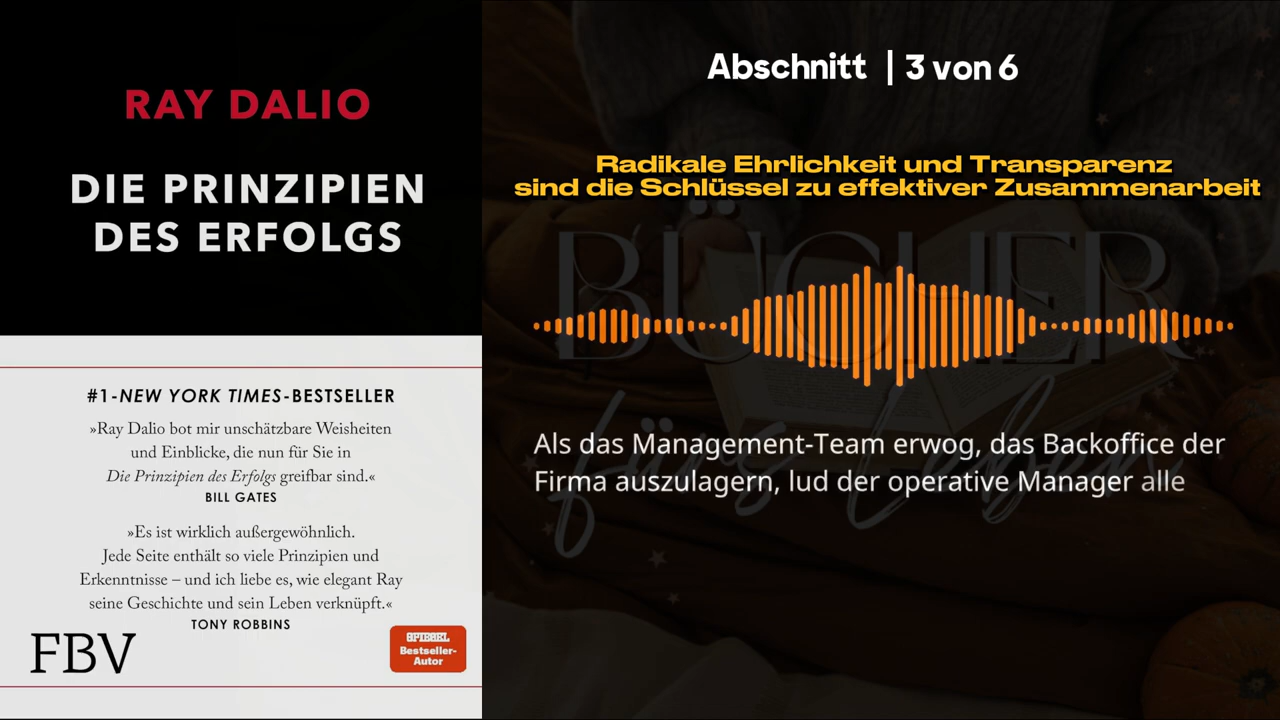 RAY DALIO
DIE PRINZIPIEN
DES ERFOLGS
#1-NEW YORK TIMES-BESTSELLER
»Ray Dalio bot mir unschätzbare Weisheiten
und Einblicke, die nun für Sie in
Die Prinzipien des Erfolgs greifbar sind.«
BILL GATES
»Es ist wirklich außergewöhnlich.
Jede Seite enthält so viele Prinzipien und
Erkenntnisse – und ich liebe es, wie elegant Ray
seine Geschichte und sein Leben verknüpft.«
TONY ROBBINS
FBV
SPIEGEL
Bestseller-
Autor
Abschnitt | 3 von 6
Radikale Ehrlichkeit und Transparenz
sind die Schlüssel zu effektiver Zusammenarbeit
BÜCHER
fürs Leben
Als das Management-Team erwog, das Backoffice der
Firma auszulagern, lud der operative Manager alle